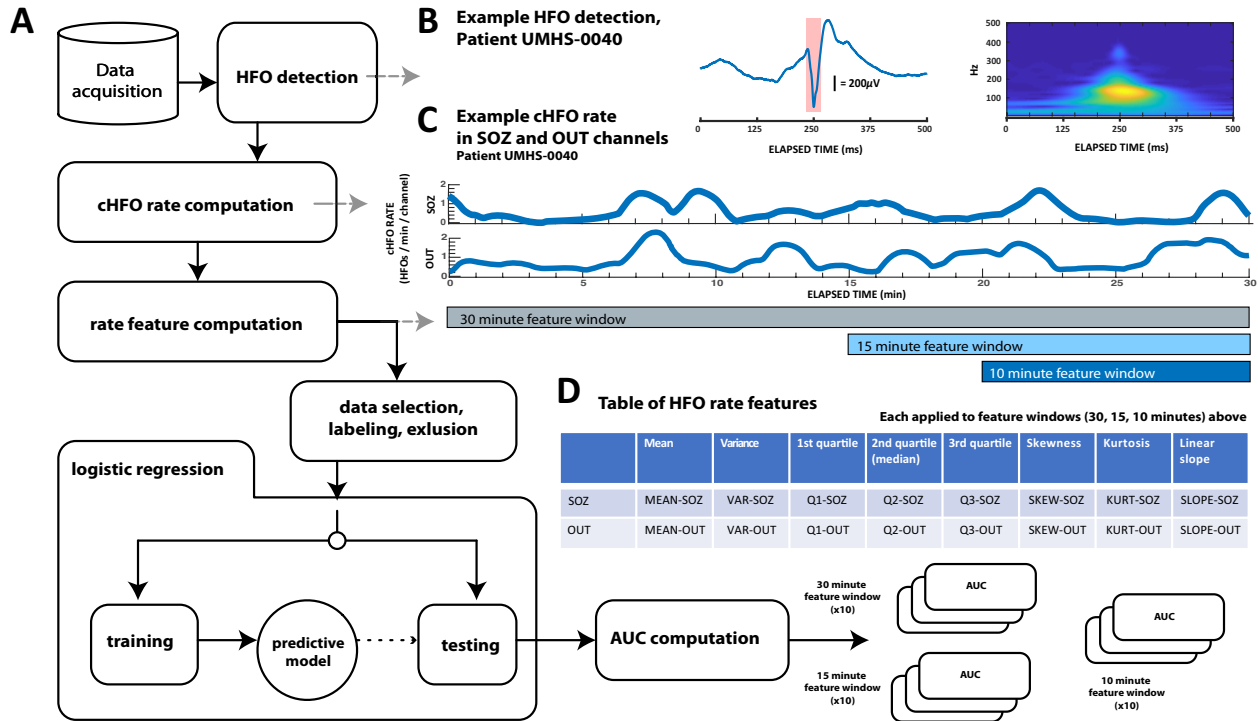 A
Data
acquisition
HFO detection
cHFO rate computation
rate feature computation
data selection,
labeling, exlusion
logistic regression
training
predictive
model
testing
AUC computation
B
Example HFO detection,
Patient UMHS-0040
= 200µV
0
125
250
375
500
ELAPSED TIME (ms)
Hz
500
400
300
200
100
0
125
250
375
500
ELAPSED TIME (ms)
C
Example cHFO rate
in SOZ and OUT channels
Patient UMHS-0040
cHFO RATE
(HFOs / min / channel)
SOZ
2
1
0
OUT
2
1
0
0
5
10
15
20
25
30
ELAPSED TIME (min)
30 minute feature window
15 minute feature window
10 minute feature window
D
Table of HFO rate features
Each applied to feature windows (30, 15, 10 minutes) above
Mean Variance 1st quartile 2nd quartile (median) 3rd quartile Skewness Kurtosis Linear slope
SOZ MEAN-SOZ VAR-SOZ Q1-SOZ Q2-SOZ Q3-SOZ SKEW-SOZ KURT-SOZ SLOPE-SOZ
OUT MEAN-OUT VAR-OUT Q1-OUT Q2-OUT Q3-OUT SKEW-OUT KURT-OUT SLOPE-OUT
30 minute
feature window
(x10)
AUC
15 minute
feature window
(x10)
AUC
AUC
10 minute
feature window
(x10)